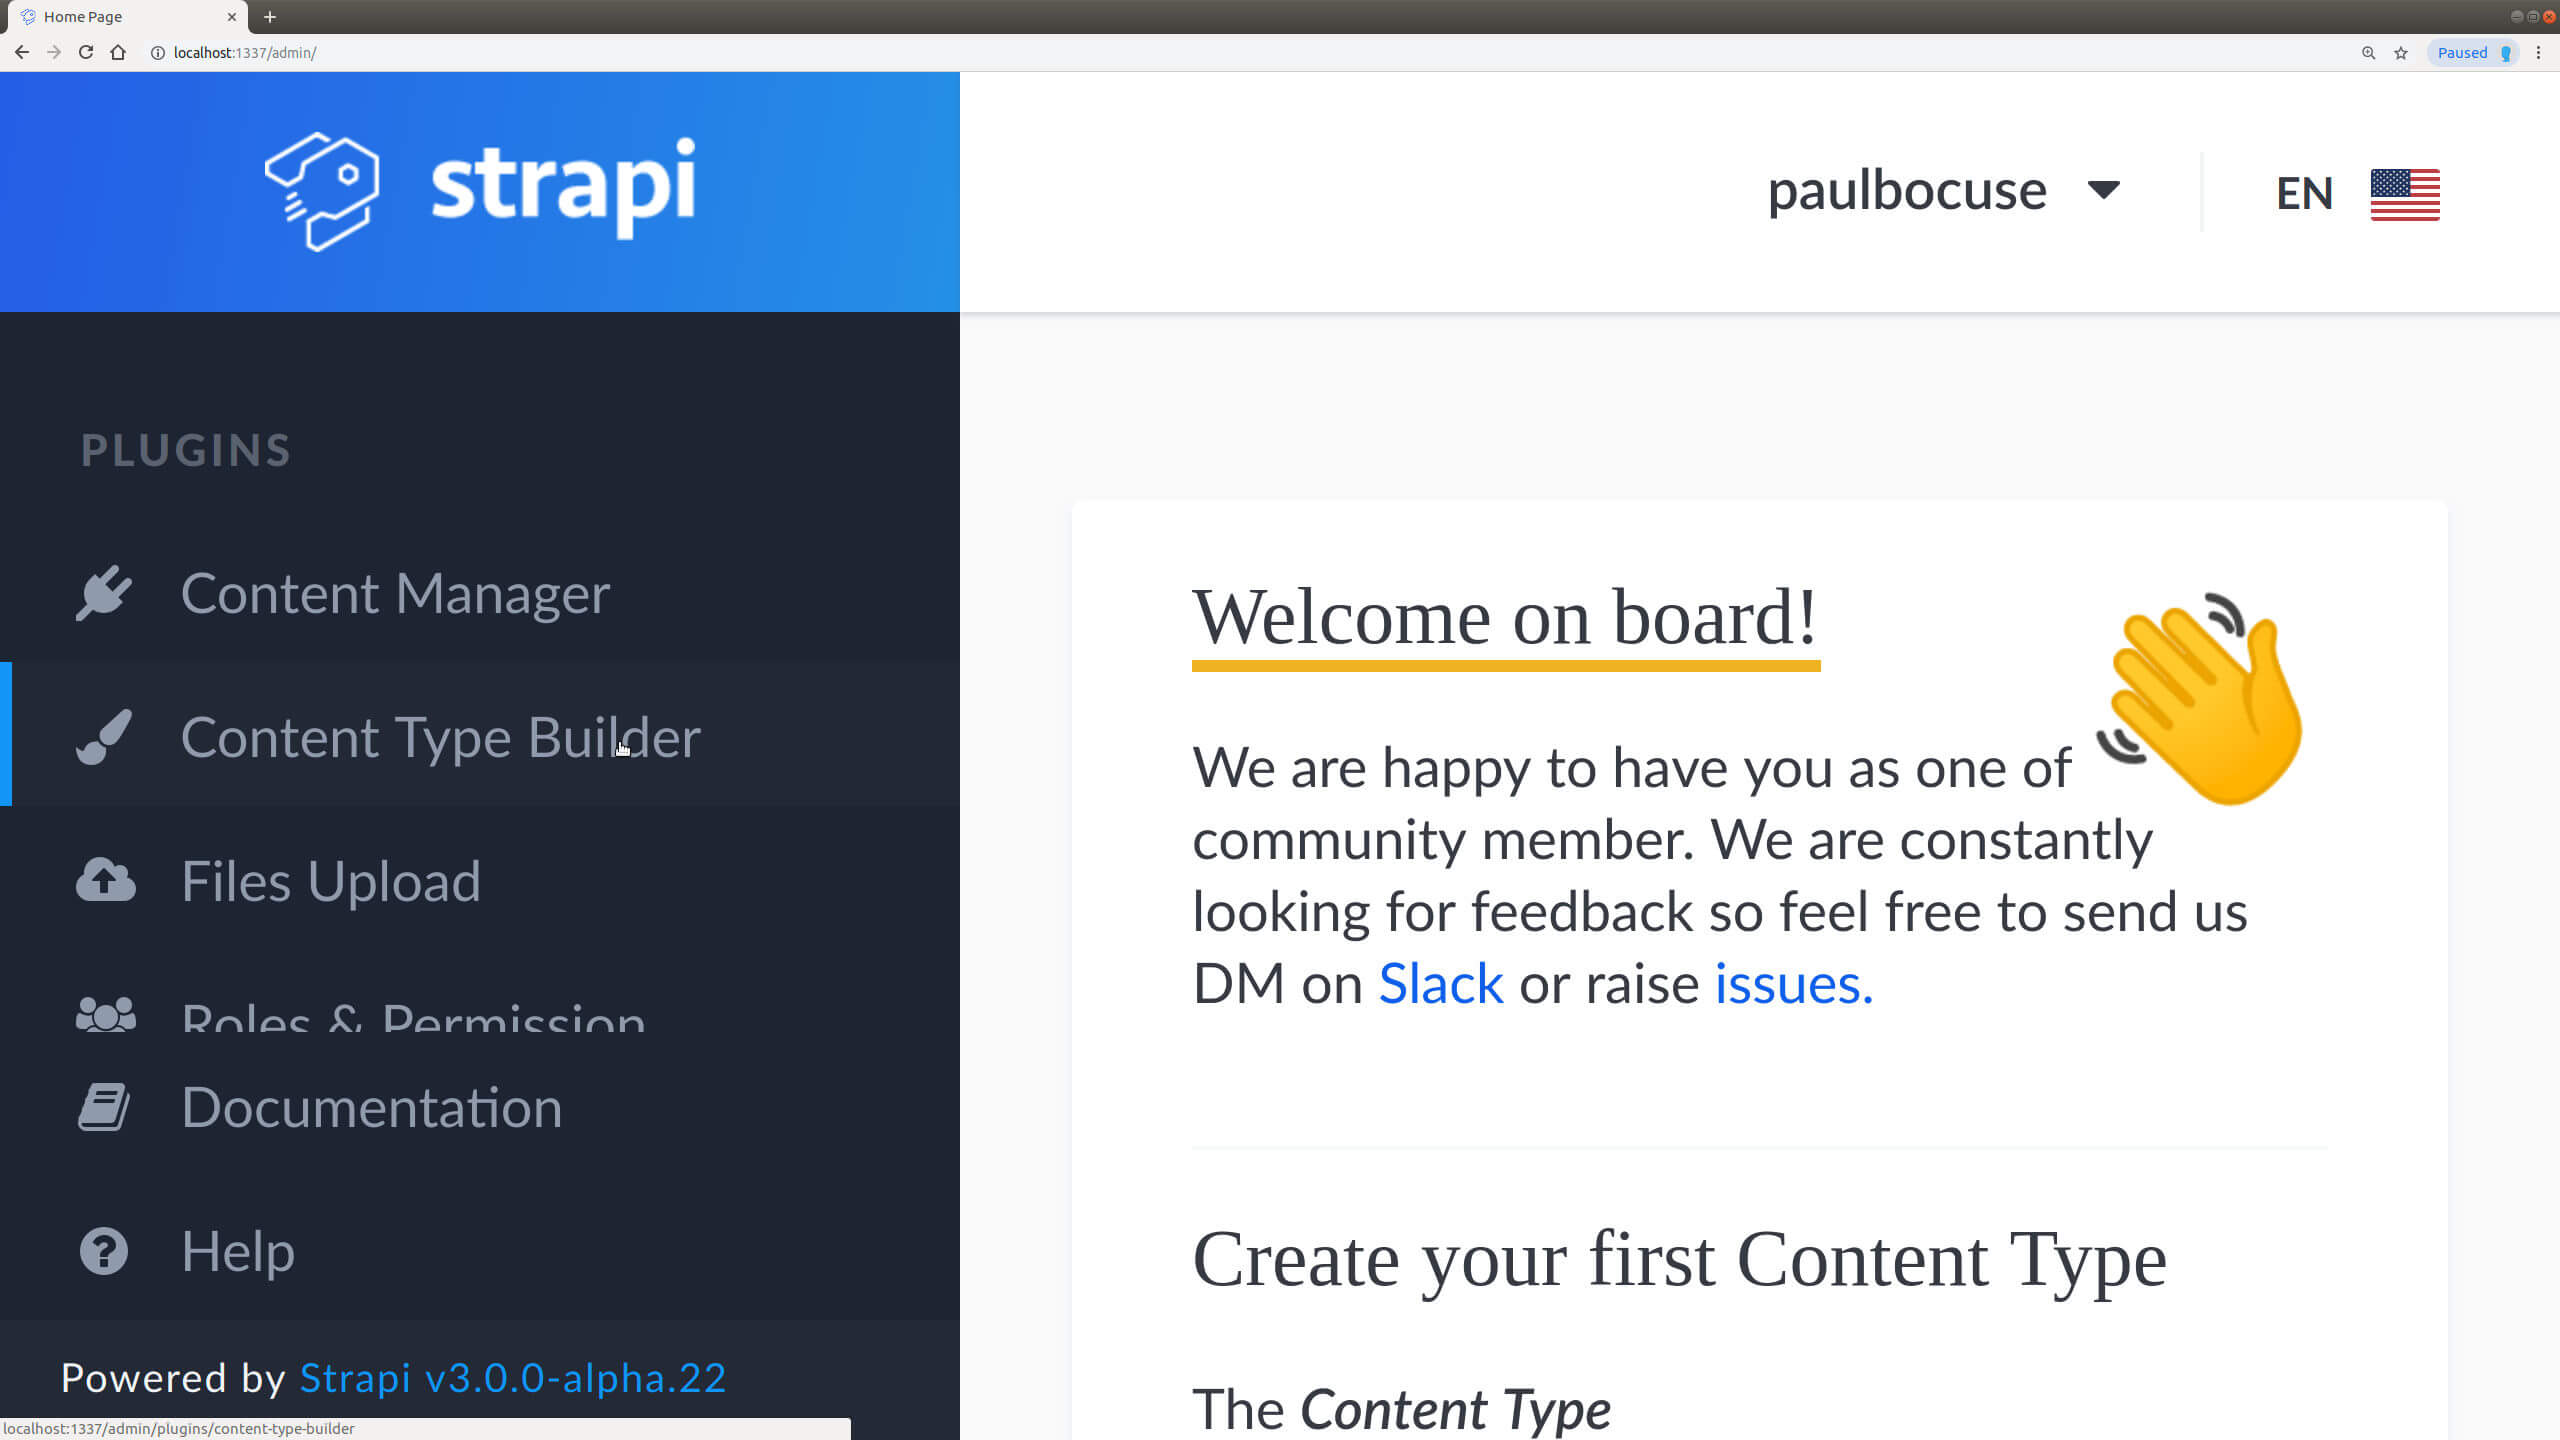 Home Page
localhost:1337/admin/
Paused
strapi
paulbocuse
EN
PLUGINS
Content Manager
Content Type Builder
Files Upload
Roles & Permission
Documentation
Help
Powered by Strapi v3.0.0-alpha.22
localhost:1337/admin/plugins/content-type-builder
Welcome on board!
We are happy to have you as one of
community member. We are constantly
looking for feedback so feel free to send us
DM on Slack or raise issues.
Create your first Content Type
The Content Type